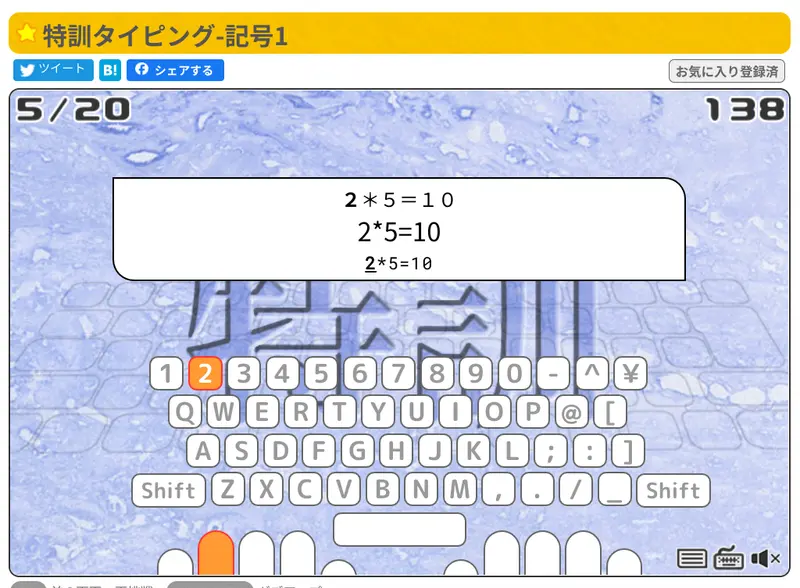 特訓タイピング-記号1
ツイート
B!
シェアする
お気に入り登録済
5/20
138
2＊5＝10
2*5=10
2*5=10
特訓
1 2 3 4 5 6 7 8 9 0 - ^ ¥
Q W E R T Y U I O P @ [
A S D F G H J K L ; : ]
Shift Z X C V B N M , . / _ Shift